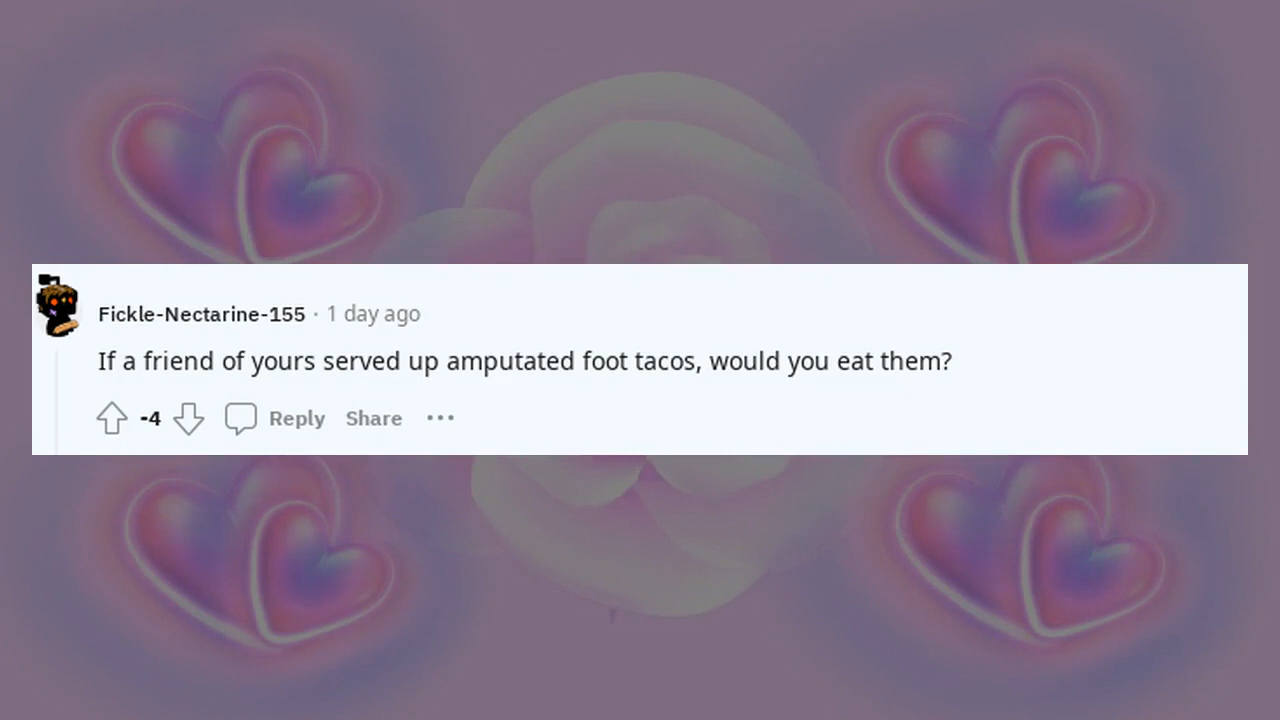 Fickle-Nectarine-155 · 1 day ago
If a friend of yours served up amputated foot tacos, would you eat them?
-4 Reply Share •••